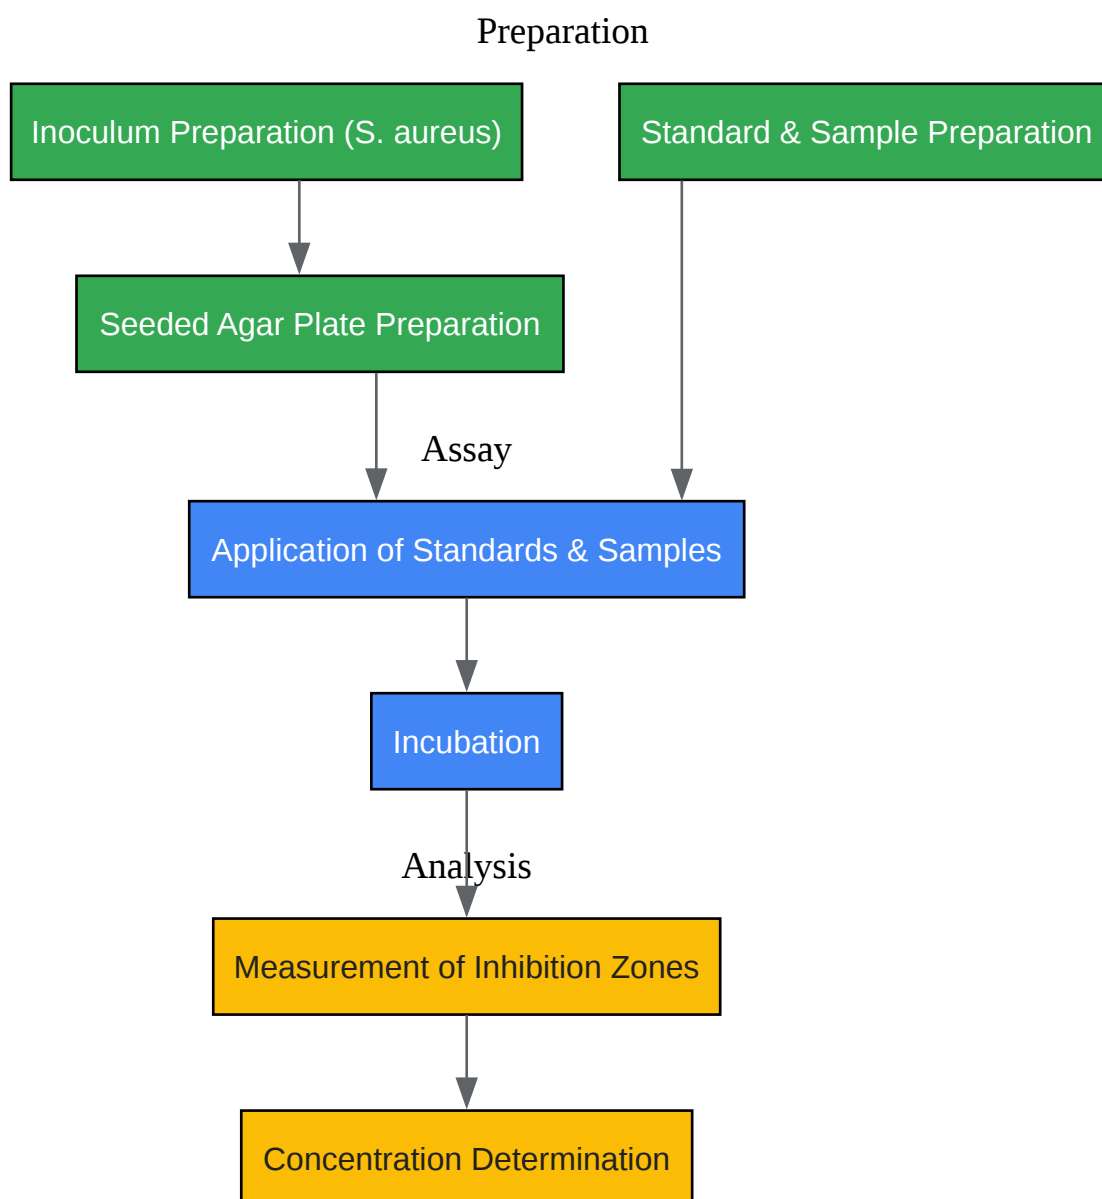 Preparation
Inoculum Preparation (S. aureus)
Standard & Sample Preparation
Seeded Agar Plate Preparation
Assay
Application of Standards & Samples
Incubation
Analysis
Measurement of Inhibition Zones
Concentration Determination